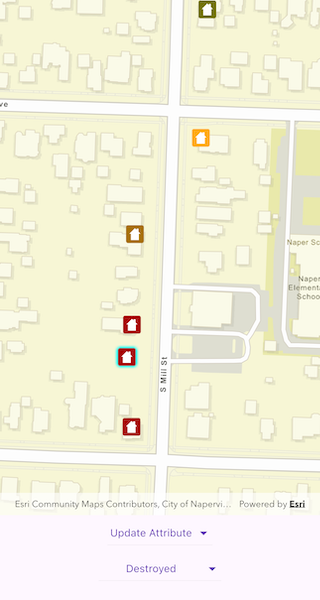 ve
Naper Sc
Naper
Elementa
Schoo
S Mill St
Esri Community Maps Contributors, City of Napervi... Powered by Esri
Update Attribute
Destroyed